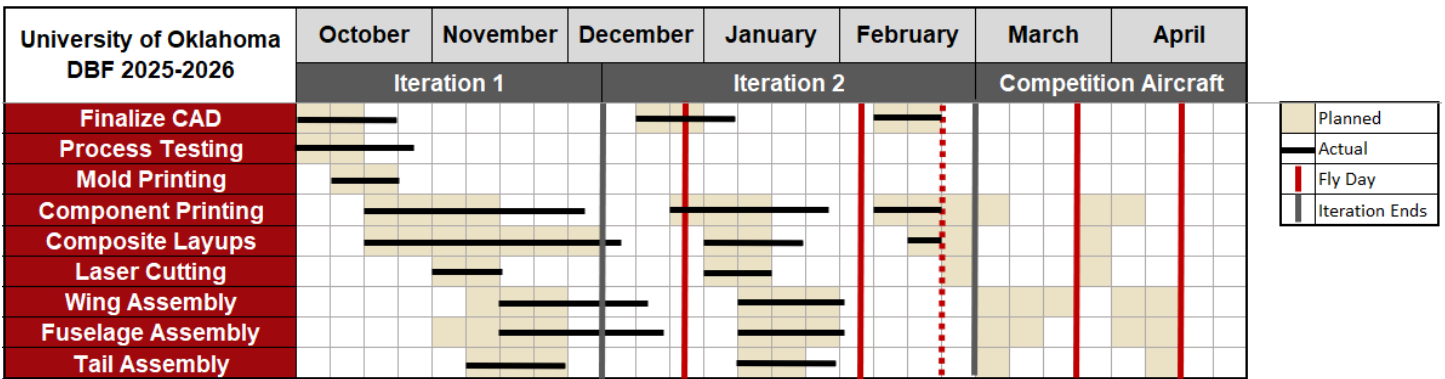 University of Oklahoma
DBF 2025-2026
October
November
December
January
February
March
April
Iteration 1
Iteration 2
Competition Aircraft
Finalize CAD
Process Testing
Mold Printing
Component Printing
Composite Layups
Laser Cutting
Wing Assembly
Fuselage Assembly
Tail Assembly
Planned
Actual
Fly Day
Iteration Ends